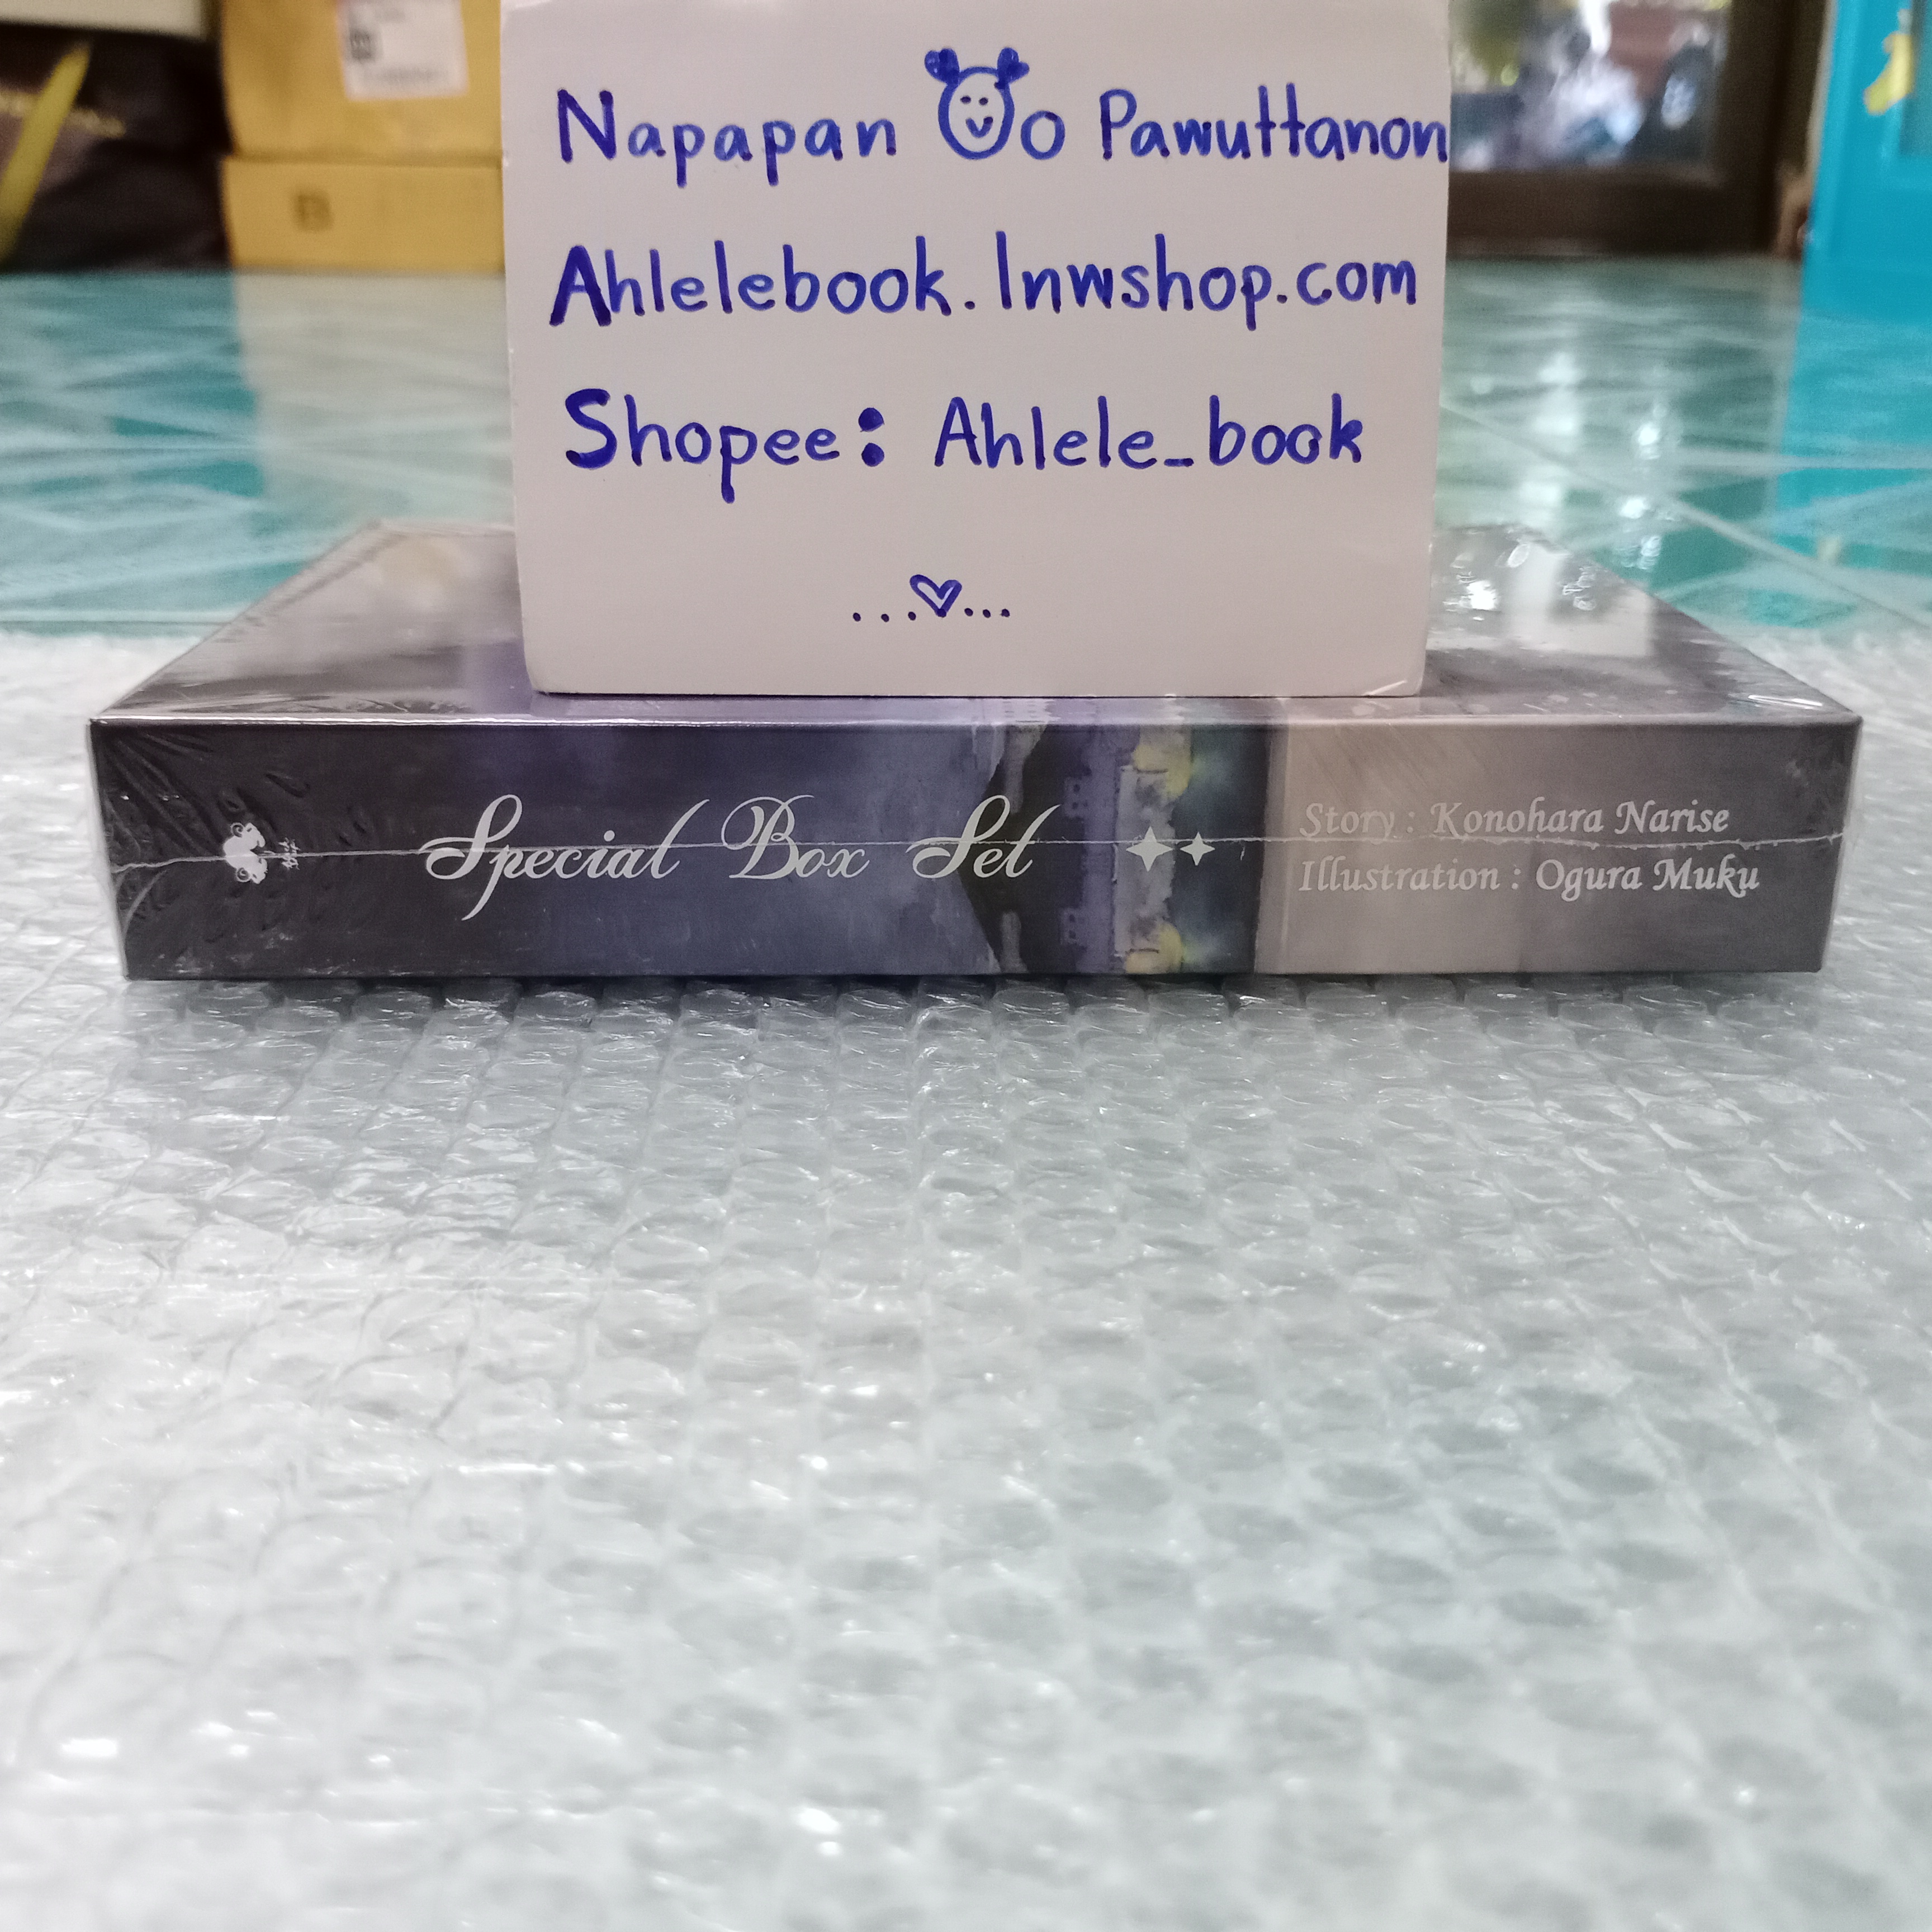 Napapan o Pawuttanon
Ahlelebook.lnwshop.com
Shopee: Ahlele_book
...♡...
Special Box Set
Story : Konohara Narise
Illustration : Ogura Muku